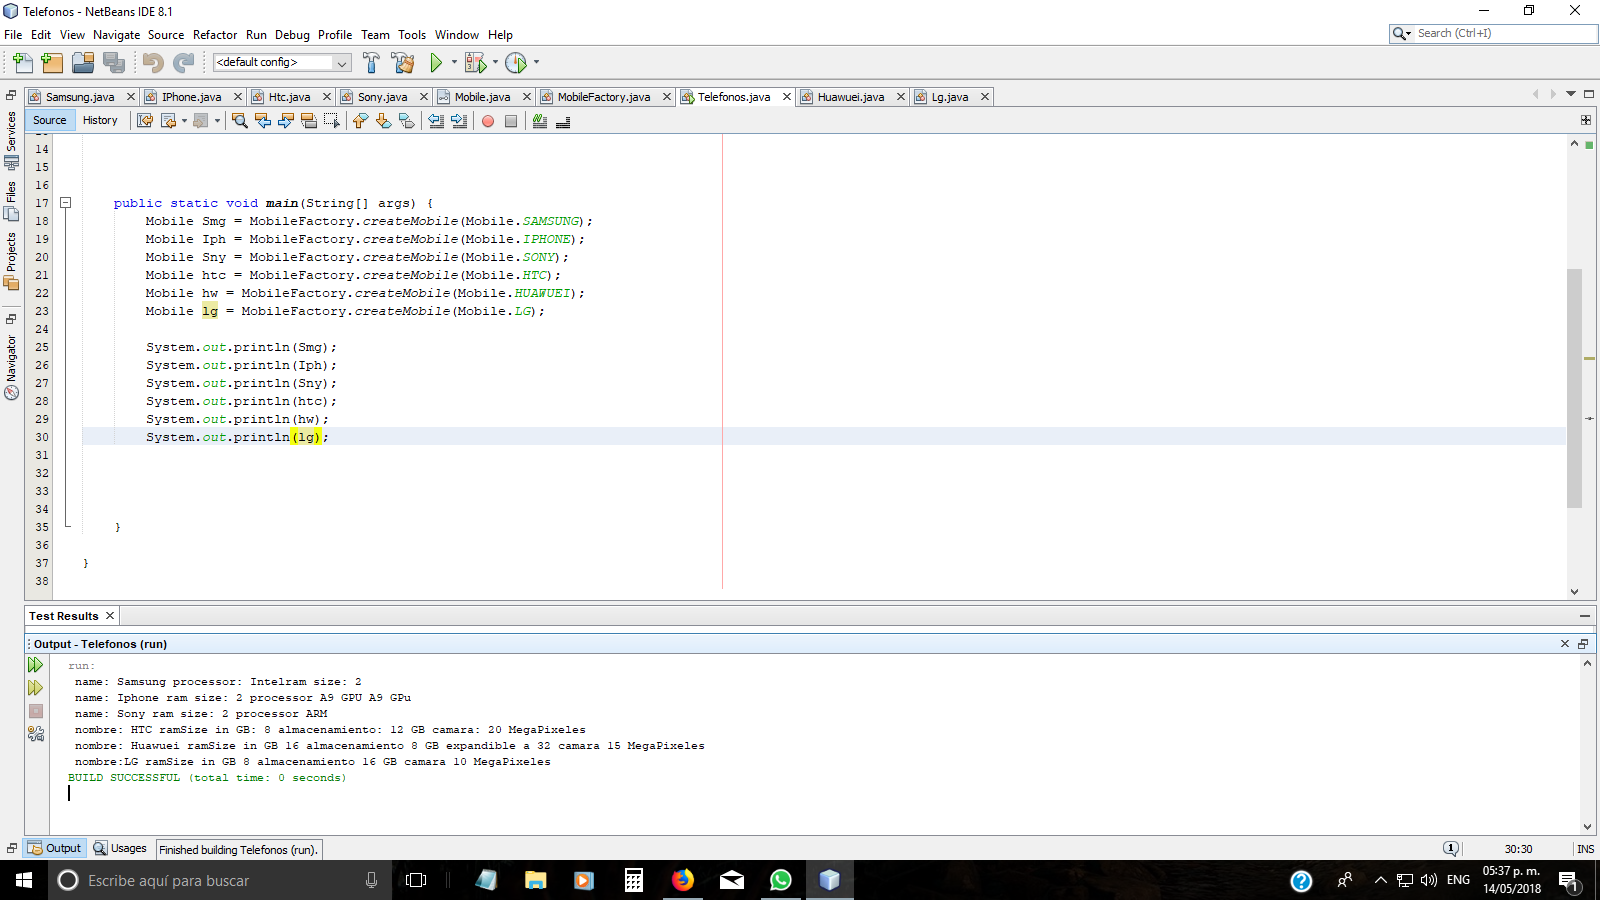 Telefonos - NetBeans IDE 8.1
File Edit View Navigate Source Refactor Run Debug Profile Team Tools Window Help
Search (Ctrl+I)
<default config>
Samsung.java IPhone.java Htc.java Sony.java Mobile.java MobileFactory.java Telefonos.java Huawuei.java Lg.java
Source History
Services
Files
Projects
Navigator
14
15
16
17 public static void main(String[] args) {
18 Mobile Smg = MobileFactory.createMobile(Mobile.SAMSUNG);
19 Mobile Iph = MobileFactory.createMobile(Mobile.IPHONE);
20 Mobile Sny = MobileFactory.createMobile(Mobile.SONY);
21 Mobile htc = MobileFactory.createMobile(Mobile.HTC);
22 Mobile hw = MobileFactory.createMobile(Mobile.HUAWUEI);
23 Mobile lg = MobileFactory.createMobile(Mobile.LG);
24
25 System.out.println(Smg);
26 System.out.println(Iph);
27 System.out.println(Sny);
28 System.out.println(htc);
29 System.out.println(hw);
30 System.out.println(lg);
31
32
33
34
35 }
36
37 }
38
Test Results
Output - Telefonos (run)
run:
name: Samsung processor: Intelram size: 2
name: Iphone ram size: 2 processor A9 GPU A9 GPu
name: Sony ram size: 2 processor ARM
nombre: HTC ramSize in GB: 8 almacenamiento: 12 GB camara: 20 MegaPixeles
nombre: Huawuei ramSize in GB 16 almacenamiento 8 GB expandible a 32 camara 15 MegaPixeles
nombre:LG ramSize in GB 8 almacenamiento 16 GB camara 10 MegaPixeles
BUILD SUCCESSFUL (total time: 0 seconds)
Output Usages Finished building Telefonos (run). 1 30:30 INS
Escribe aquí para buscar
ENG
05:37 p. m.
14/05/2018
1